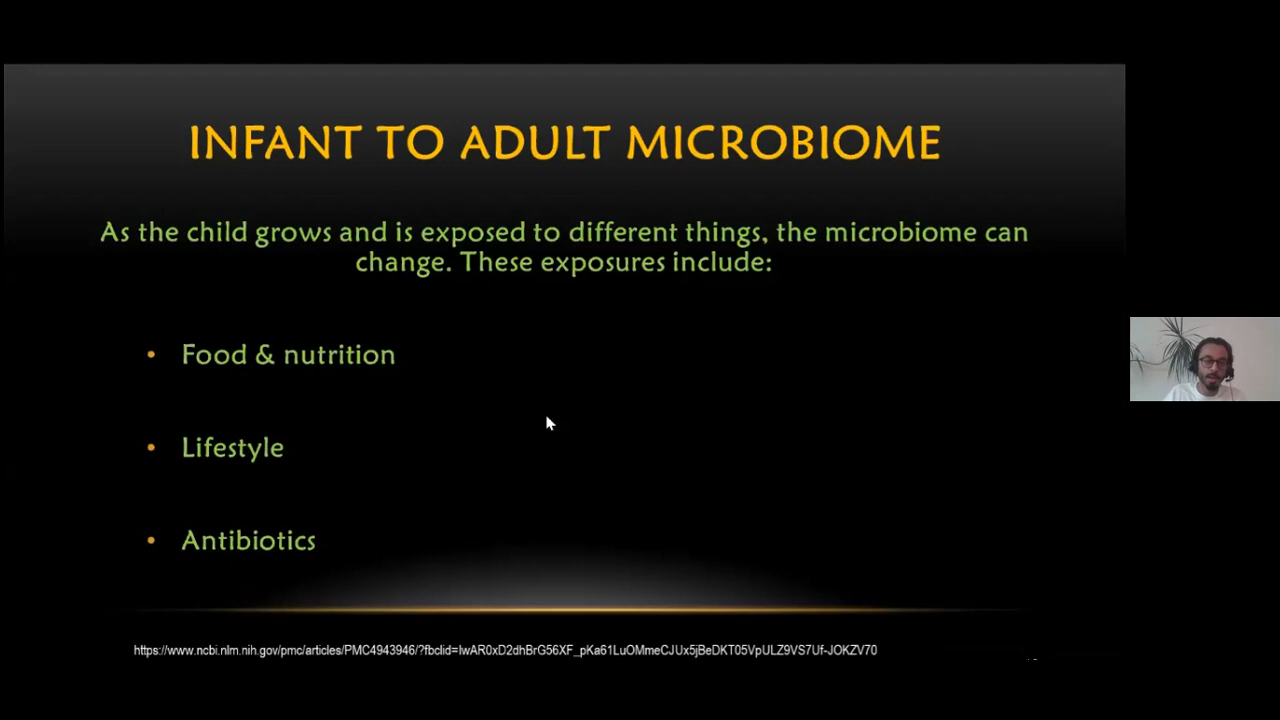 INFANT TO ADULT MICROBIOME
As the child grows and is exposed to different things, the microbiome can
change. These exposures include:
• Food & nutrition
• Lifestyle
• Antibiotics
https://www.ncbi.nlm.nih.gov/pmc/articles/PMC4943946/?fbclid=IwAR0xD2dhBrG56XF_pKa61LuOMmeCJUx5jBeDKT05VpULZ9VS7Uf-JOKZV70